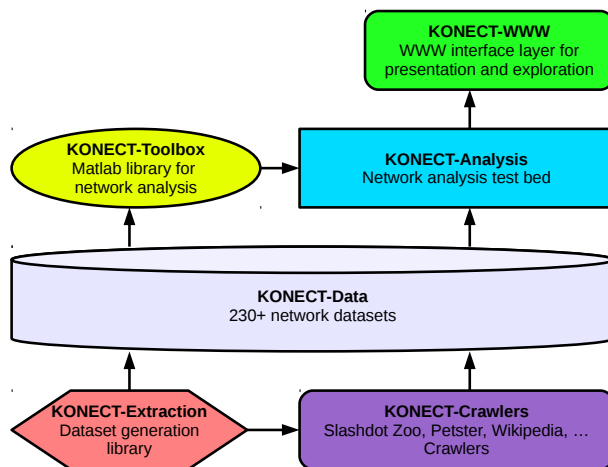 KONECT-WWW
WWW interface layer for
presentation and exploration
KONECT-Toolbox
Matlab library for
network analysis
KONECT-Analysis
Network analysis test bed
KONECT-Data
230+ network datasets
KONECT-Extraction
Dataset generation
library
KONECT-Crawlers
Slashdot Zoo, Petster, Wikipedia, …
Crawlers